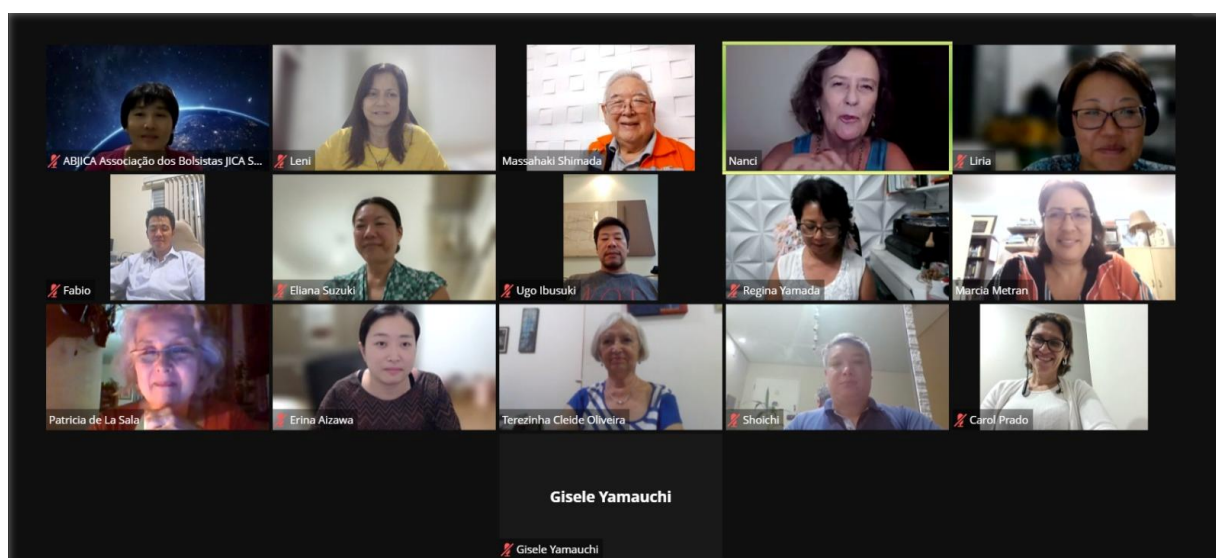 ABJICA Associação dos Bolsistas JICA S...
Leni
Massahaki Shimada
Nanci
Liria
Fabio
Eliana Suzuki
Ugo Ibusuki
Regina Yamada
Marcia Metran
Patricia de La Sala
Erina Aizawa
Terezinha Cleide Oliveira
Shoichi
Carol Prado
Gisele Yamauchi
Gisele Yamauchi